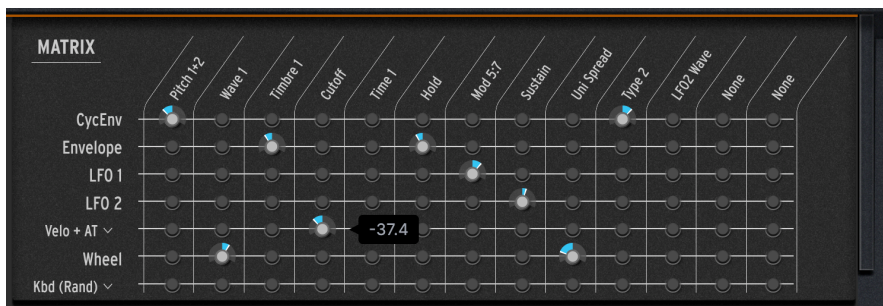 MATRIX
Pitch 1+2
Wave 1
Timbre 1
Cutoff
Time 1
Hold
Mod 5:7
Sustain
Uni Spread
Type 2
LFO2 Wave
None
None
CycEnv
Envelope
LFO 1
LFO 2
Velo + AT
-37.4
Wheel
Kbd (Rand)